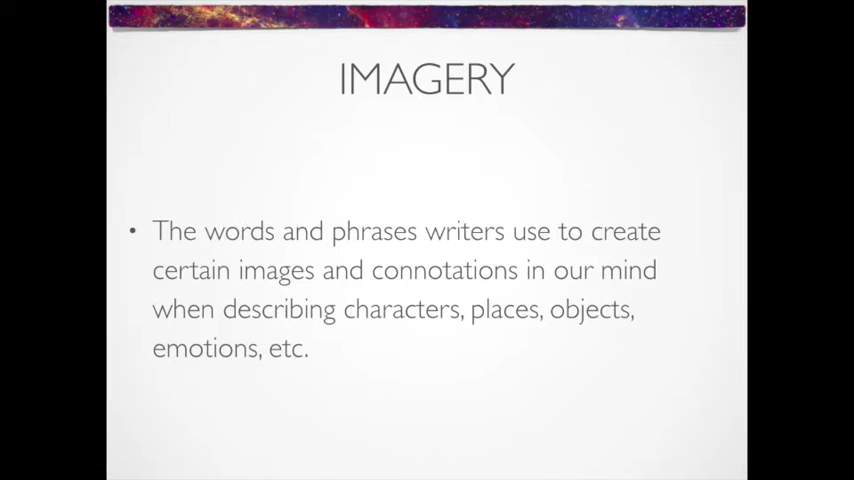 IMAGERY
• The words and phrases writers use to create
certain images and connotations in our mind
when describing characters, places, objects,
emotions, etc.